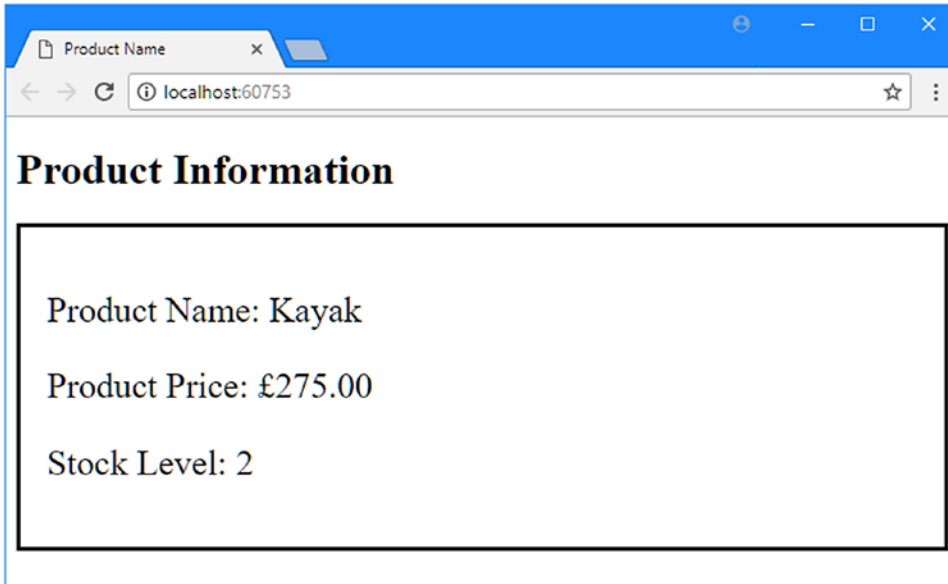 Product Name
localhost:60753
Product Information
Product Name: Kayak
Product Price: £275.00
Stock Level: 2